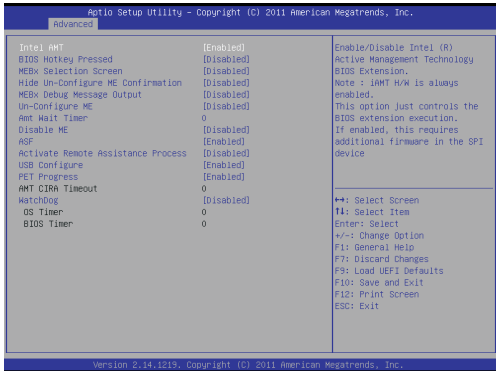 Aptio Setup Utility – Copyright (C) 2011 American Megatrends, Inc.
Advanced
Intel AMT [Enabled]
BIOS Hotkey Pressed [Disabled]
MEBx Selection Screen [Disabled]
Hide Un-Configure ME Confirmation [Disabled]
MEBx Debug Message Output [Disabled]
Un-Configure ME [Disabled]
Amt Wait Timer 0
Disable ME [Disabled]
ASF [Enabled]
Activate Remote Assistance Process [Disabled]
USB Configure [Enabled]
PET Progress [Enabled]
AMT CIRA Timeout 0
WatchDog [Disabled]
OS Timer 0
BIOS Timer 0
Enable/Disable Intel (R)
Active Management Technology
BIOS Extension.
Note : iAMT H/W is always
enabled.
This option just controls the
BIOS extension execution.
If enabled, this requires
additional firmware in the SPI
device
↔: Select Screen
↑↓: Select Item
Enter: Select
+/-: Change Option
F1: General Help
F7: Discard Changes
F9: Load UEFI Defaults
F10: Save and Exit
F12: Print Screen
ESC: Exit
Version 2.14.1219. Copyright (C) 2011 American Megatrends, Inc.